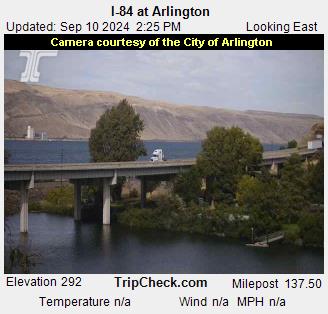 I-84 at Arlington
Updated: Sep 10 2024 2:25 PM Looking East
Camera courtesy of the City of Arlington
Elevation 292 TripCheck.com Milepost 137.50
Temperature n/a Wind n/a MPH n/a